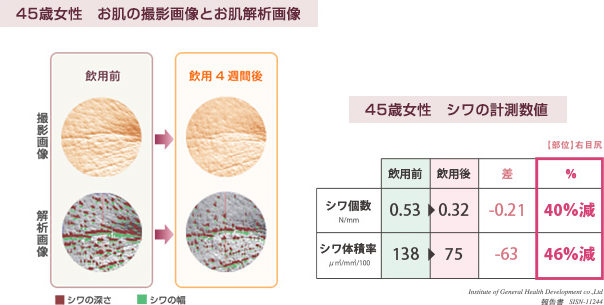 45歳女性 お肌の撮影画像とお肌解析画像
飲用前
飲用4週間後
撮影画像
解析画像
シワの深さ
シワの幅
45歳女性 シワの計測数値
【部位】右目尻
飲用前 飲用後 差 %
シワ個数 0.53 0.32 -0.21 40%減
N/mm
シワ体積率 138 75 -63 46%減
μ㎥/m㎡/100
Institute of General Health Development co.,Ltd
報告書 SISN-11244